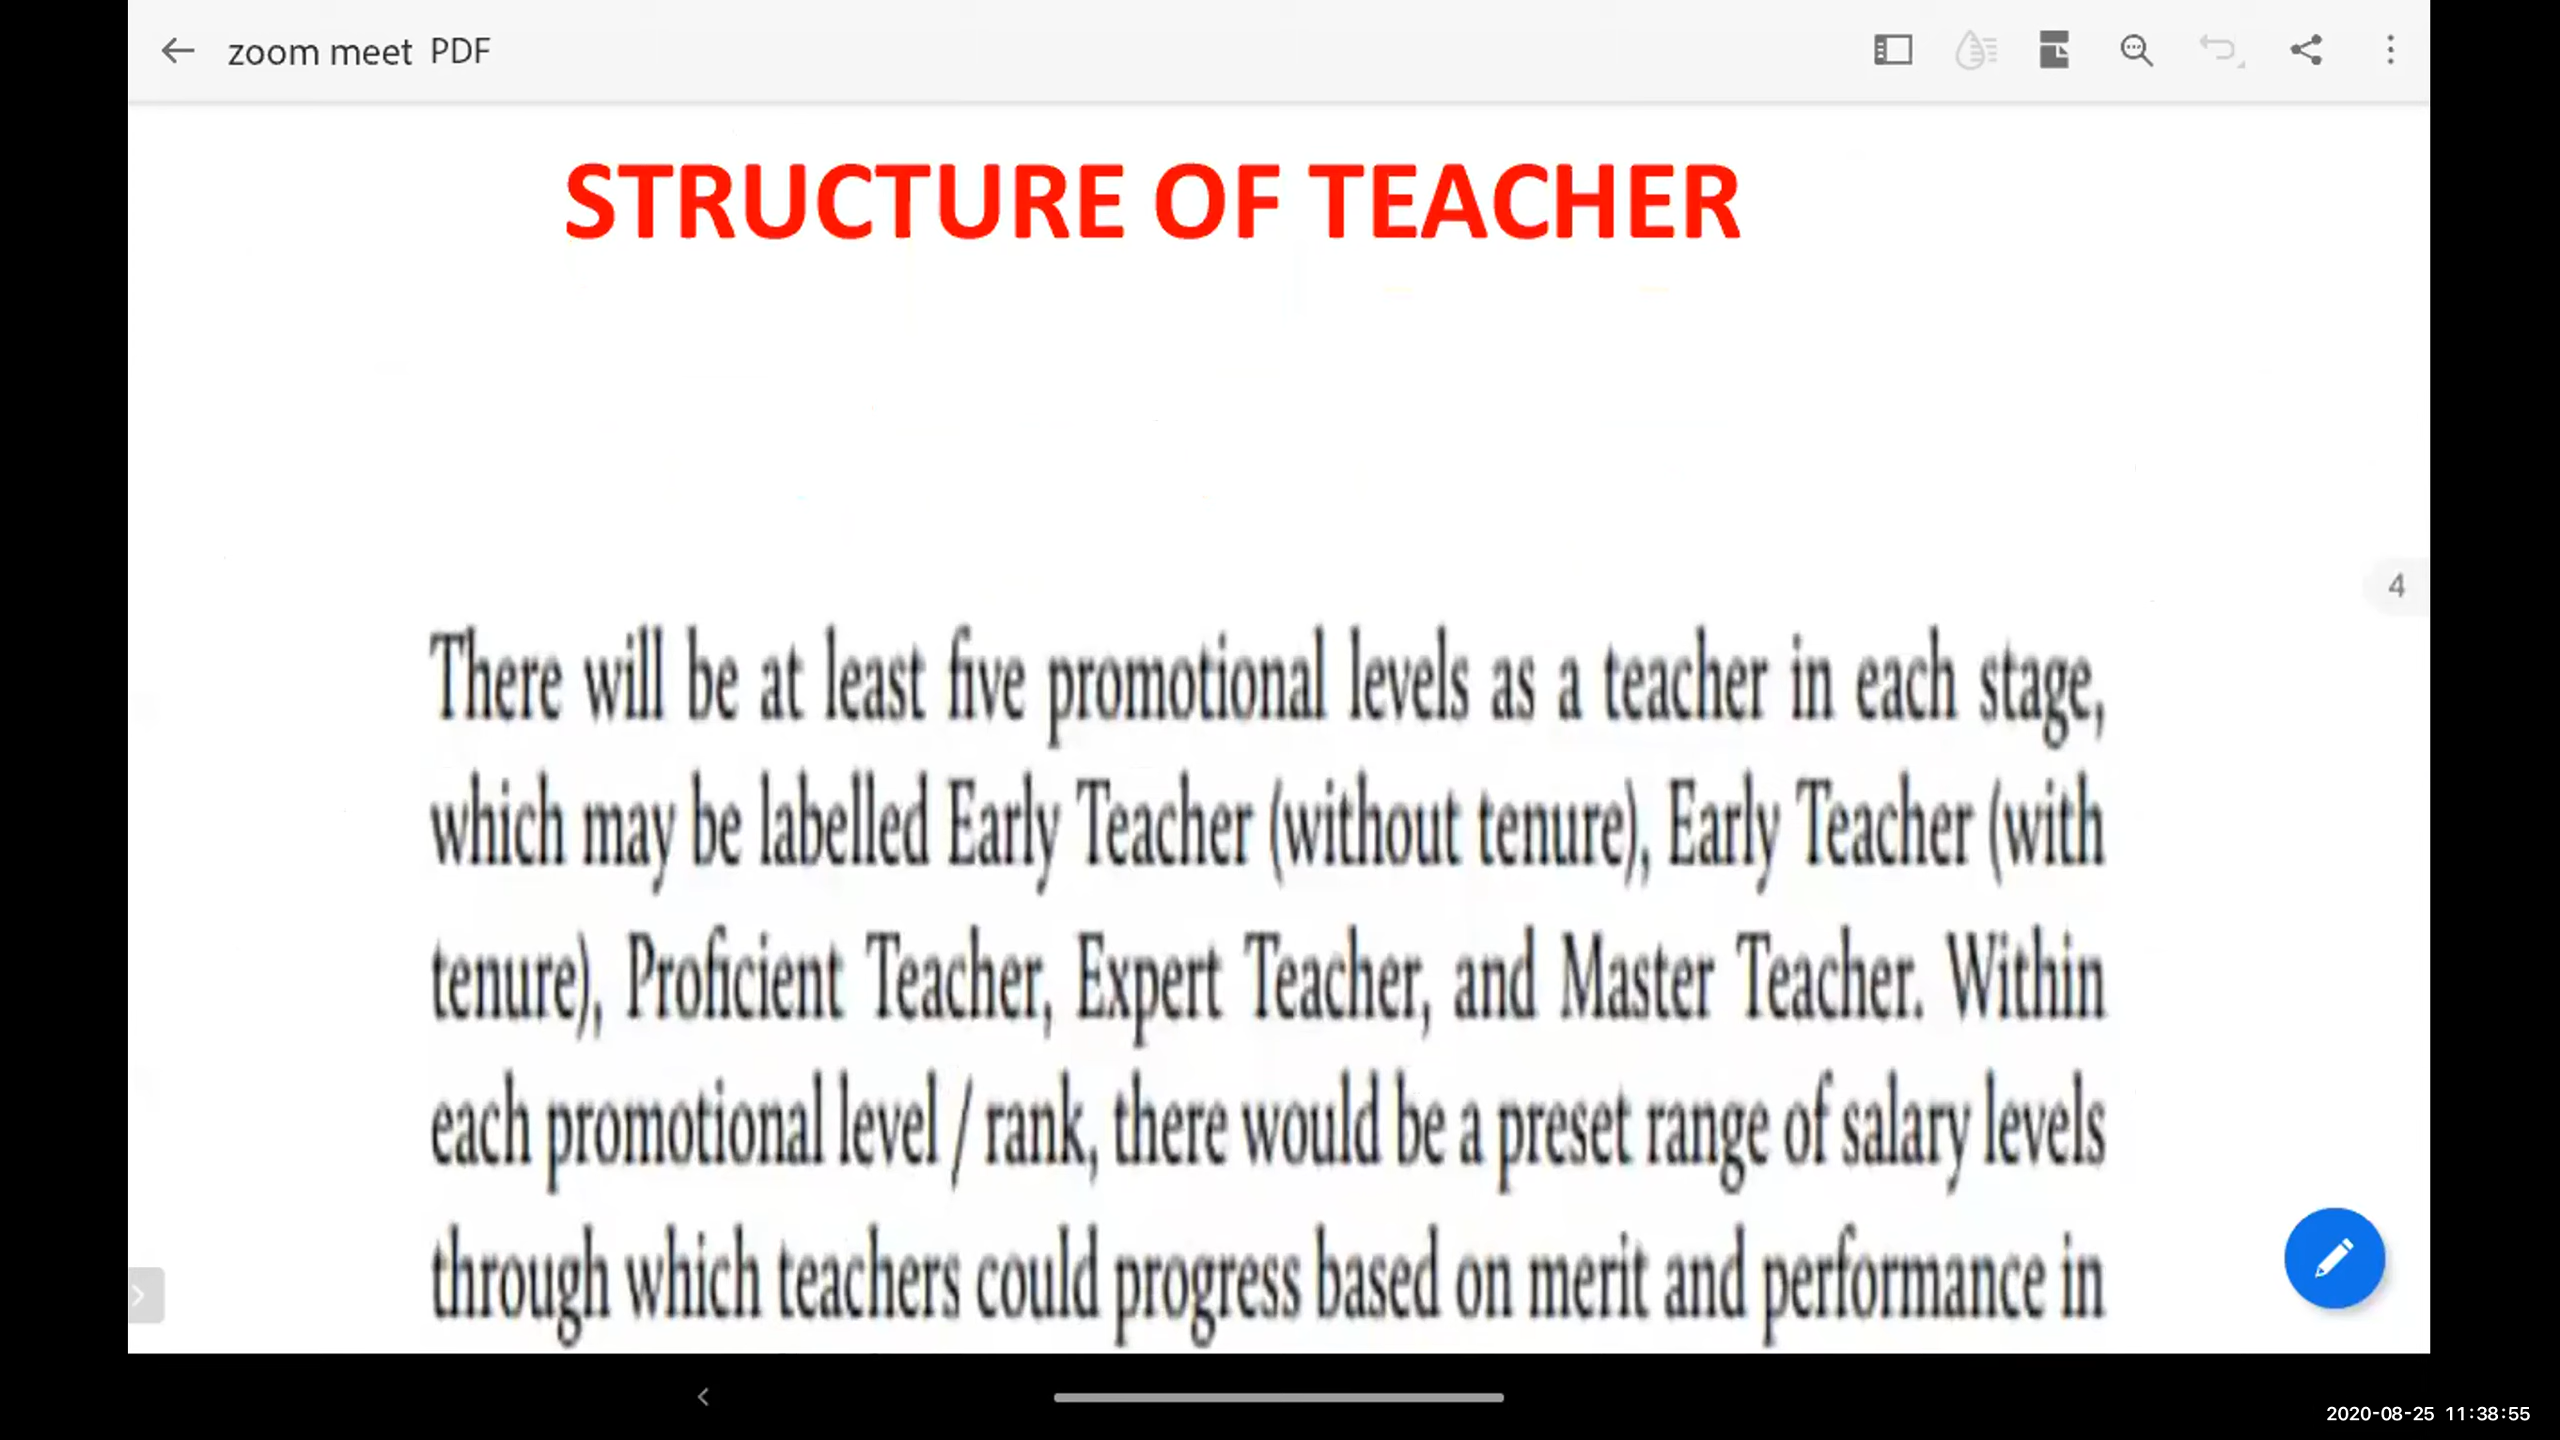 zoom meet PDF
STRUCTURE OF TEACHER
4
There will be at least five promotional levels as a teacher in each stage,
which may be labelled Early Teacher (without tenure), Early Teacher (with
tenure), Proficient Teacher, Expert Teacher, and Master Teacher. Within
each promotional level / rank, there would be a preset range of salary levels
through which teachers could progress based on merit and performance in
2020-08-25 11:38:55